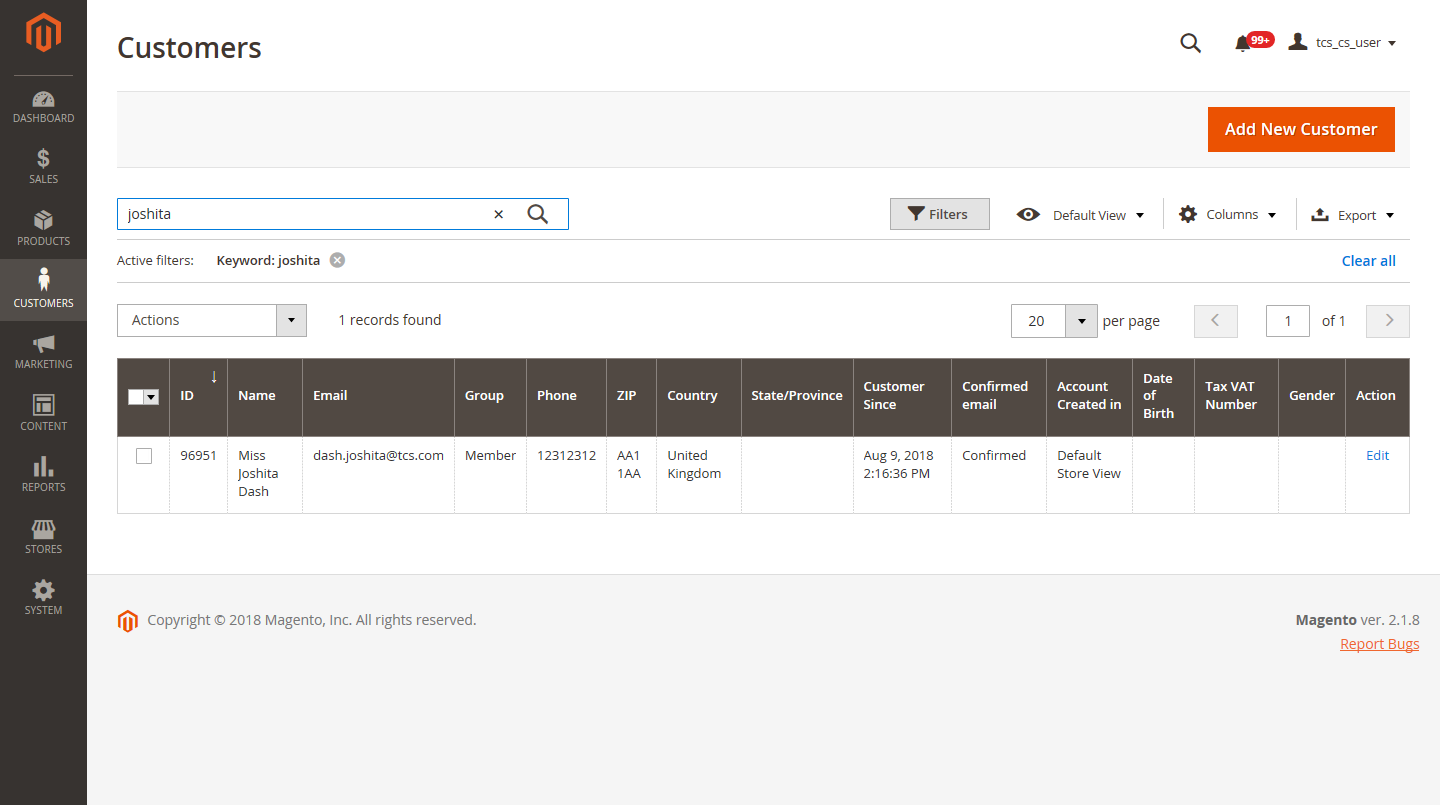 Customers
99+
tcs_cs_user
DASHBOARD
SALES
PRODUCTS
CUSTOMERS
MARKETING
CONTENT
REPORTS
STORES
SYSTEM
Add New Customer
joshita
Filters
Default View
Columns
Export
Active filters: Keyword: joshita
Clear all
Actions
1 records found
20 per page
1 of 1
ID ↓ Name Email Group Phone ZIP Country State/Province Customer Since Confirmed email Account Created in Date of Birth Tax VAT Number Gender Action
96951 Miss Joshita Dash dash.joshita@tcs.com Member 12312312 AA1 1AA United Kingdom Aug 9, 2018 2:16:36 PM Confirmed Default Store View Edit
Copyright © 2018 Magento, Inc. All rights reserved.
Magento ver. 2.1.8
Report Bugs